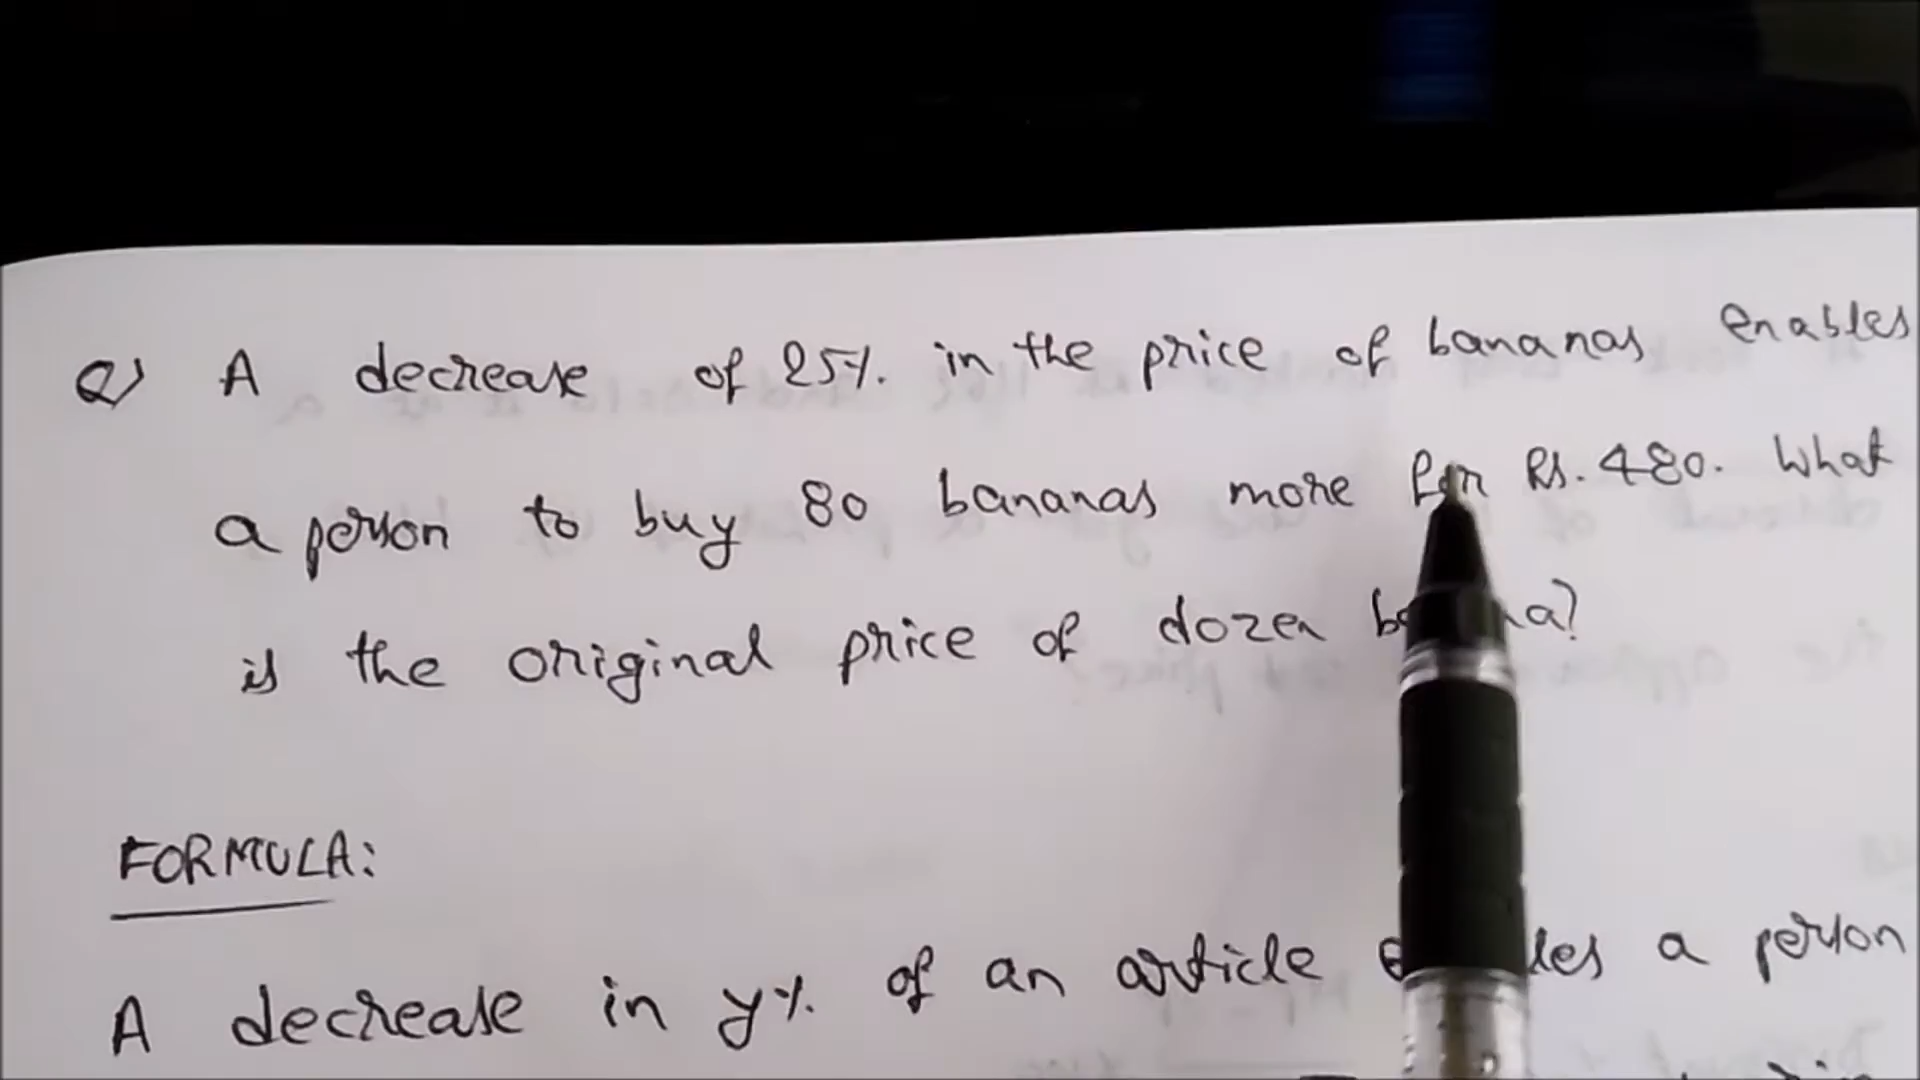 Q) A decrease of 25%. in the price of bananas enables
a person to buy 80 bananas more for Rs. 480. What
is the original price of dozen
FORMULA:
A decrease in y%. of an article a person